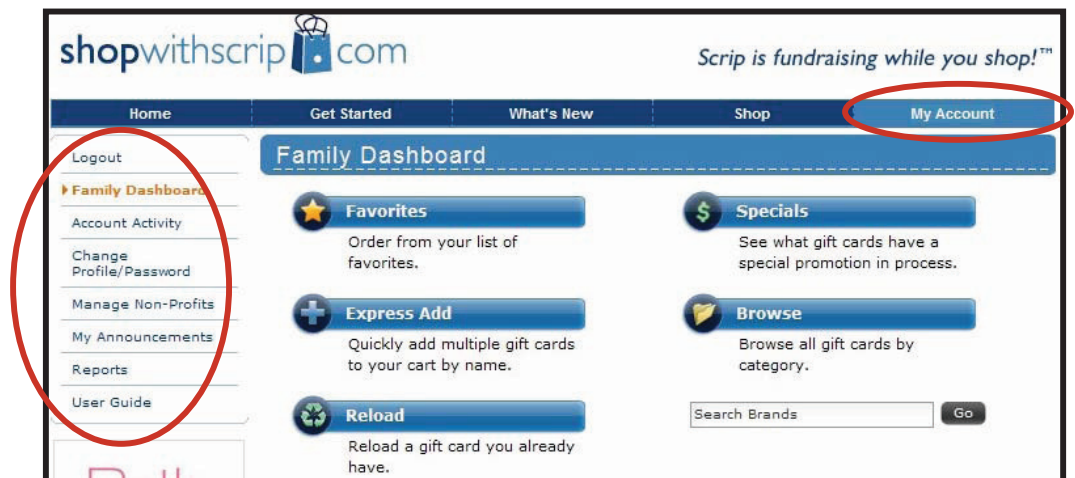 shopwithscrip com
Scrip is fundraising while you shop!™
Home Get Started What's New Shop My Account
Logout
Family Dashboard
Account Activity
Change
Profile/Password
Manage Non-Profits
My Announcements
Reports
User Guide
Family Dashboard
Favorites
Order from your list of
favorites.
Express Add
Quickly add multiple gift cards
to your cart by name.
Reload
Reload a gift card you already
have.
$ Specials
See what gift cards have a
special promotion in process.
Browse
Browse all gift cards by
category.
Search Brands Go